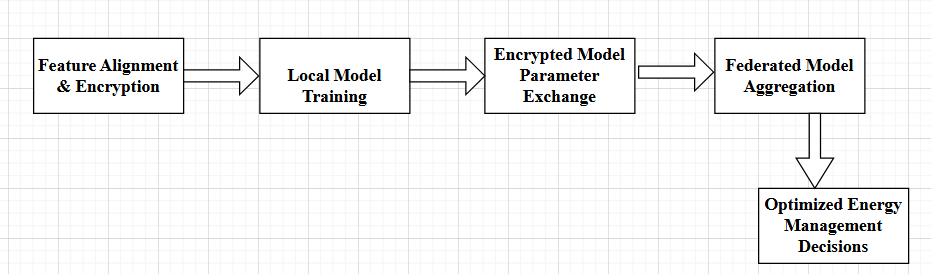 Feature Alignment
& Encryption
Local Model
Training
Encrypted Model
Parameter
Exchange
Federated Model
Aggregation
Optimized Energy
Management
Decisions